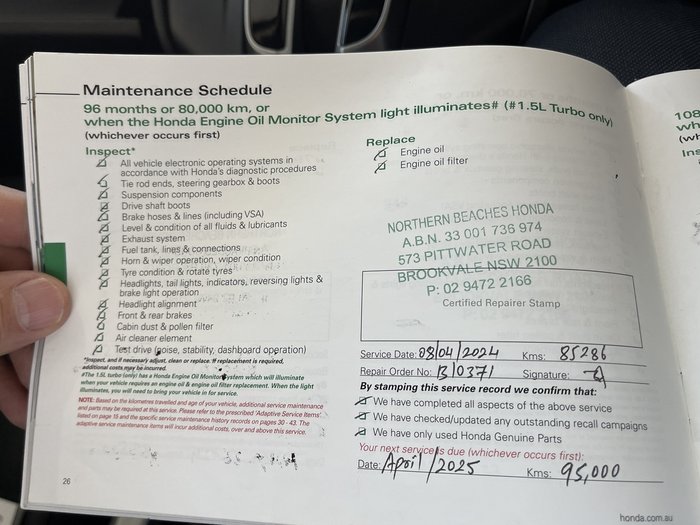 Maintenance Schedule
96 months or 80,000 km, or
when the Honda Engine Oil Monitor System light illuminates# (#1.5L Turbo only)
(whichever occurs first)
Inspect*
All vehicle electronic operating systems in
accordance with Honda's diagnostic procedures
Tie rod ends, steering gearbox & boots
Suspension components
Drive shaft boots
Brake hoses & lines (including VSA)
Level & condition of all fluids & lubricants
Exhaust system
Fuel tank, lines & connections
Horn & wiper operation, wiper condition
Tyre condition & rotate tyres
Headlights, tail lights, indicators, reversing lights &
brake light operation
Headlight alignment
Front & rear brakes
Cabin dust & pollen filter
Air cleaner element
Test drive (noise, stability, dashboard operation)
*Inspect, and if necessary adjust, clean or replace. If replacement is required,
additional costs may be incurred.
#The 1.5L turbo (only) has a Honda Engine Oil Monitor System which will illuminate
when your vehicle requires an engine oil & engine oil filter replacement. When the light
illuminates, you will need to bring your vehicle in for service.
NOTE: Based on the kilometres travelled and age of your vehicle, additional service maintenance
and parts may be required at this service. Please refer to the prescribed 'Adaptive Service Items'
listed on page 15 and the specific service maintenance history records on pages 30 - 43. The
adaptive service maintenance items will incur additional costs, over and above this service.
26
Replace
Engine oil
Engine oil filter
NORTHERN BEACHES HONDA
A.B.N. 33 001 736 974
573 PITTWATER ROAD
BROOKVALE NSW 2100
P: 02 9472 2166
Certified Repairer Stamp
Service Date: 08/04/2024 Kms: 85286
Repair Order No: 13/0371 Signature:
By stamping this service record we confirm that:
We have completed all aspects of the above service
We have checked/updated any outstanding recall campaigns
We have only used Honda Genuine Parts
Your next service is due (whichever occurs first):
Date: April/2025 Kms: 95,000
108
wh
(wh
Ins
honda.com.au